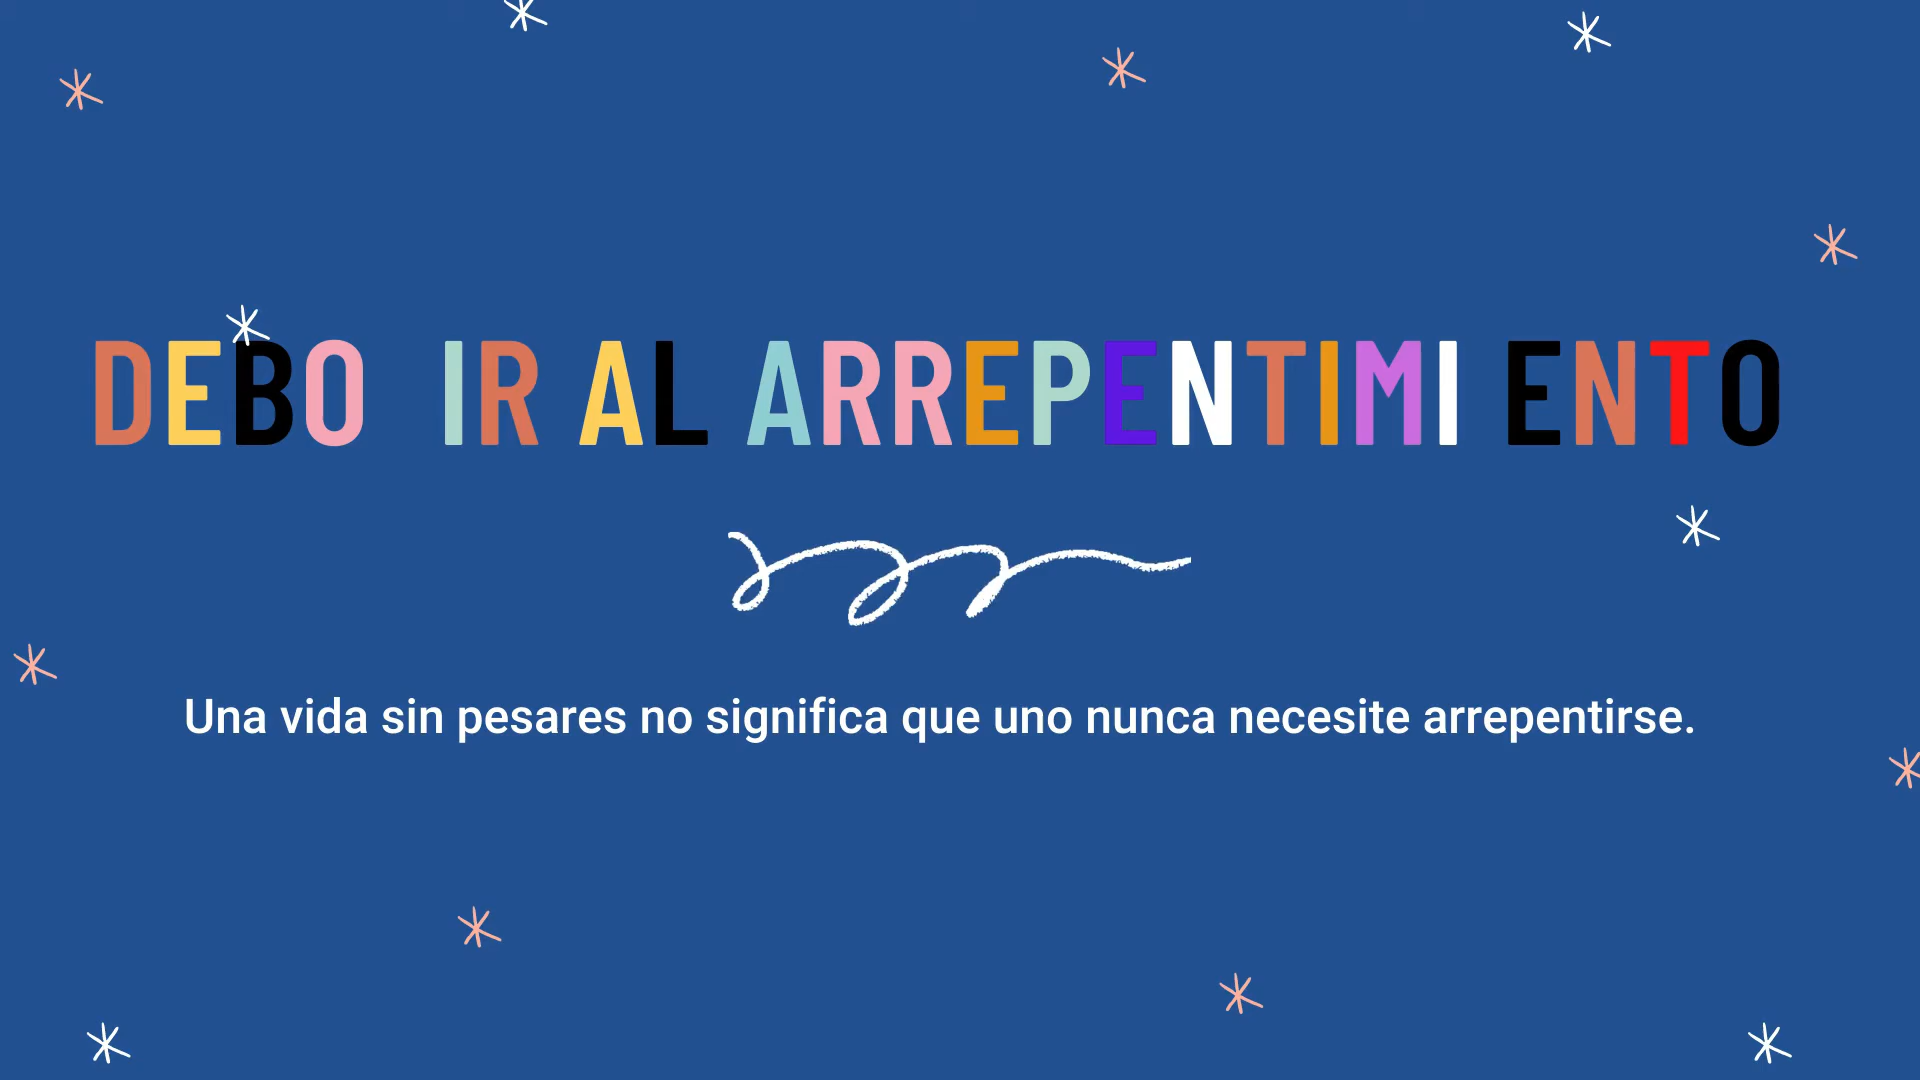 DEBO IR AL ARREPENTIMI ENTO
Una vida sin pesares no significa que uno nunca necesite arrepentirse.